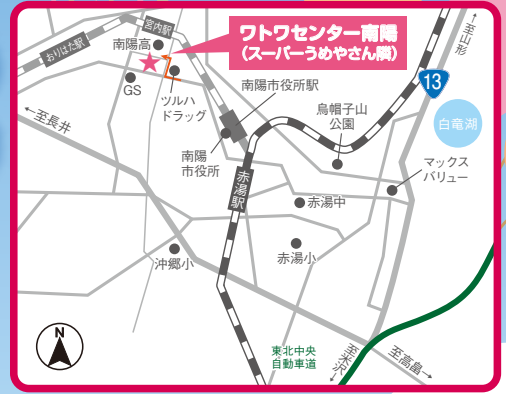 ワトワセンター南陽
（スーパーうめやさん隣）
宮内駅
おりはた駅
南陽高
GS
ツルハ
ドラッグ
南陽市役所駅
烏帽子山
公園
13
至山形
白竜湖
至長井
南陽
市役所
赤湯駅
マックス
バリュー
赤湯中
沖郷小
赤湯小
N
東北中央
自動車道
至米沢
至高畠